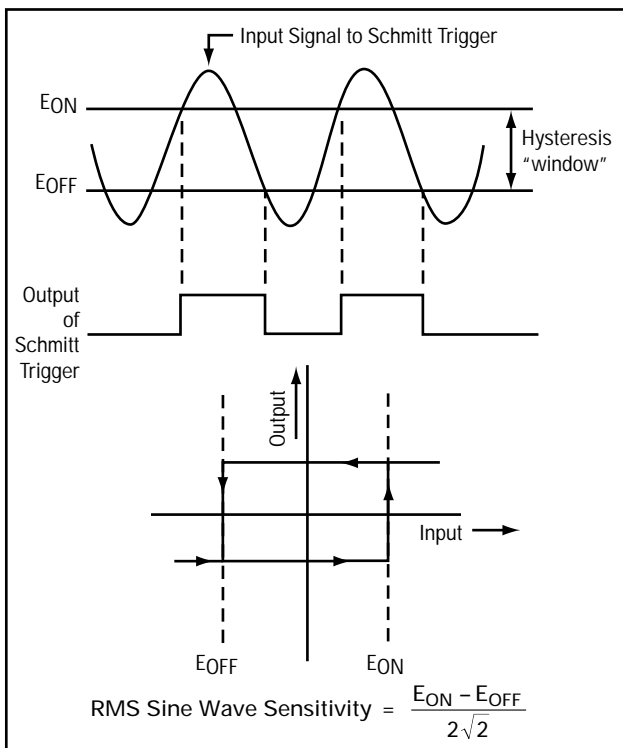 Input Signal to Schmitt Trigger
EON
Hysteresis
“window”
EOFF
Output
of
Schmitt
Trigger
Output
Input
EOFF
EON
RMS Sine Wave Sensitivity = EON – EOFF
2√2